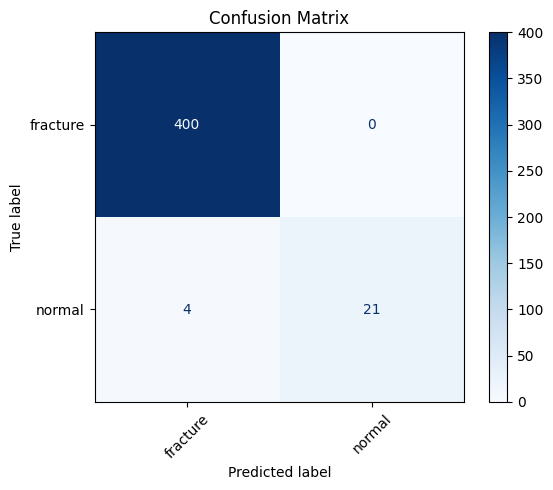 Confusion Matrix
True label
fracture
400
0
normal
4
21
fracture
normal
Predicted label
400
350
300
250
200
150
100
50
0